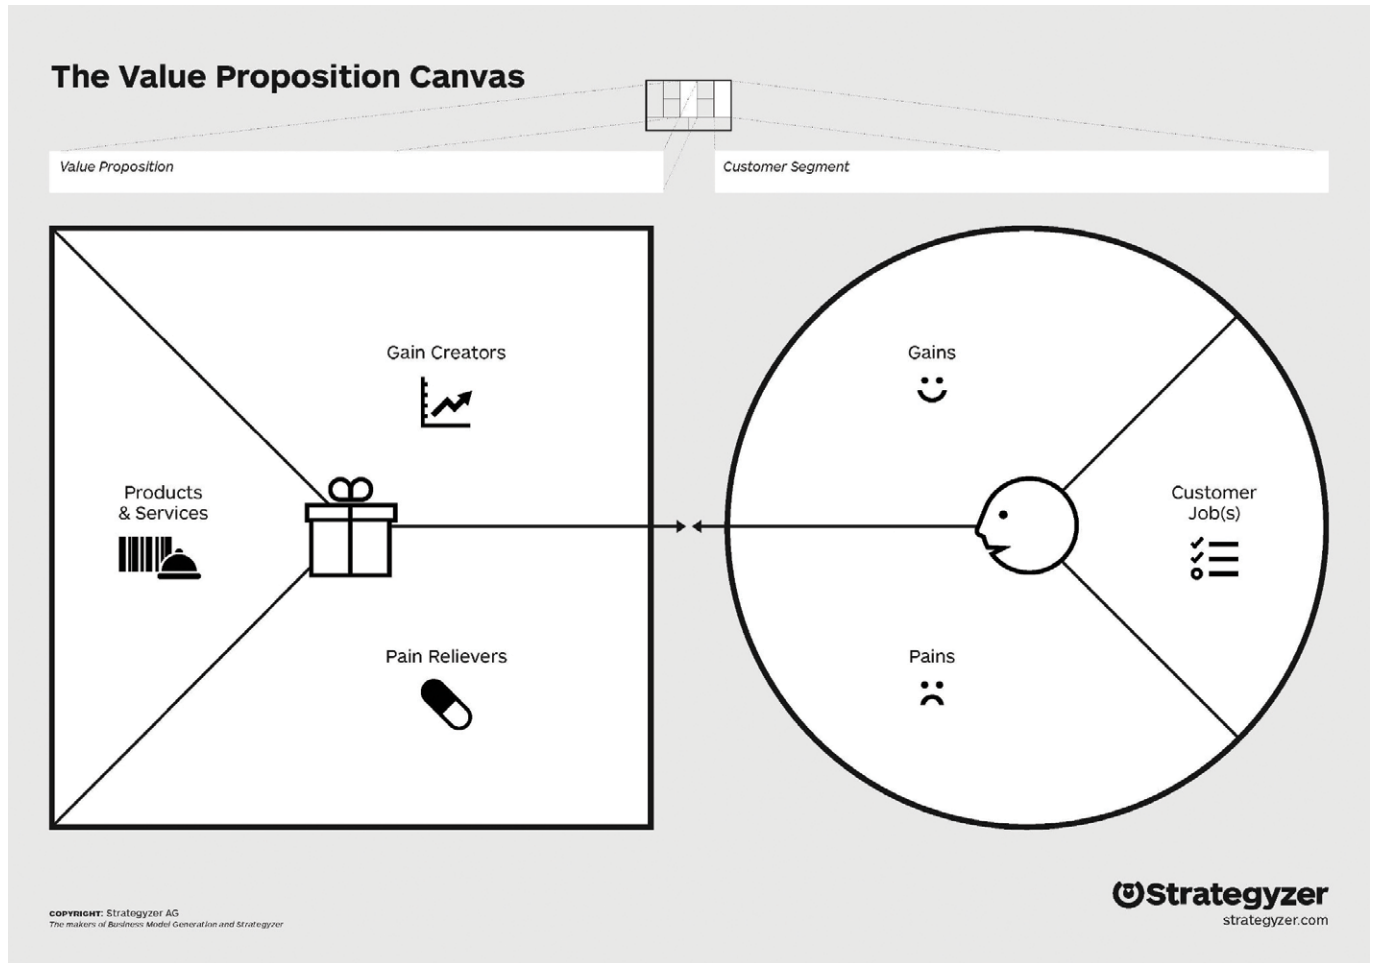 The Value Proposition Canvas
Value Proposition
Customer Segment
Gain Creators
Gains
Products
& Services
Customer
Job(s)
Pain Relievers
Pains
COPYRIGHT: Strategyzer AG
The makers of Business Model Generation and Strategyzer
Strategyzer
strategyzer.com